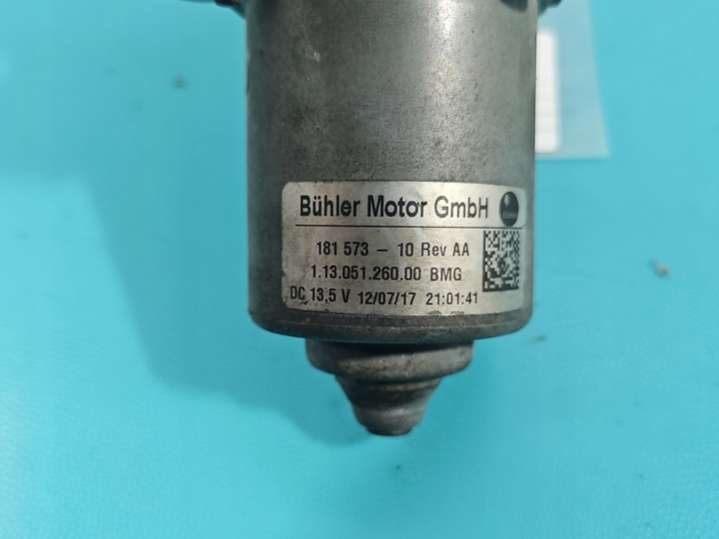 Bühler Motor GmbH
181 573 - 10 Rev AA
1.13.051.260.00 BMG
DC 13,5 V 12/07/17 21:01:41